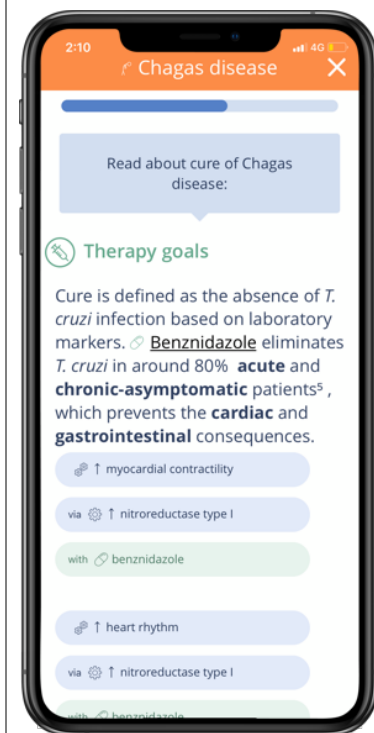 2:10
4G
Chagas disease
Read about cure of Chagas
disease:
Therapy goals
Cure is defined as the absence of T.
cruzi infection based on laboratory
markers. Benznidazole eliminates
T. cruzi in around 80% acute and
chronic-asymptomatic patients⁵ ,
which prevents the cardiac and
gastrointestinal consequences.
↑ myocardial contractility
via ↑ nitroreductase type I
with benznidazole
↑ heart rhythm
via ↑ nitroreductase type I
with benznidazole